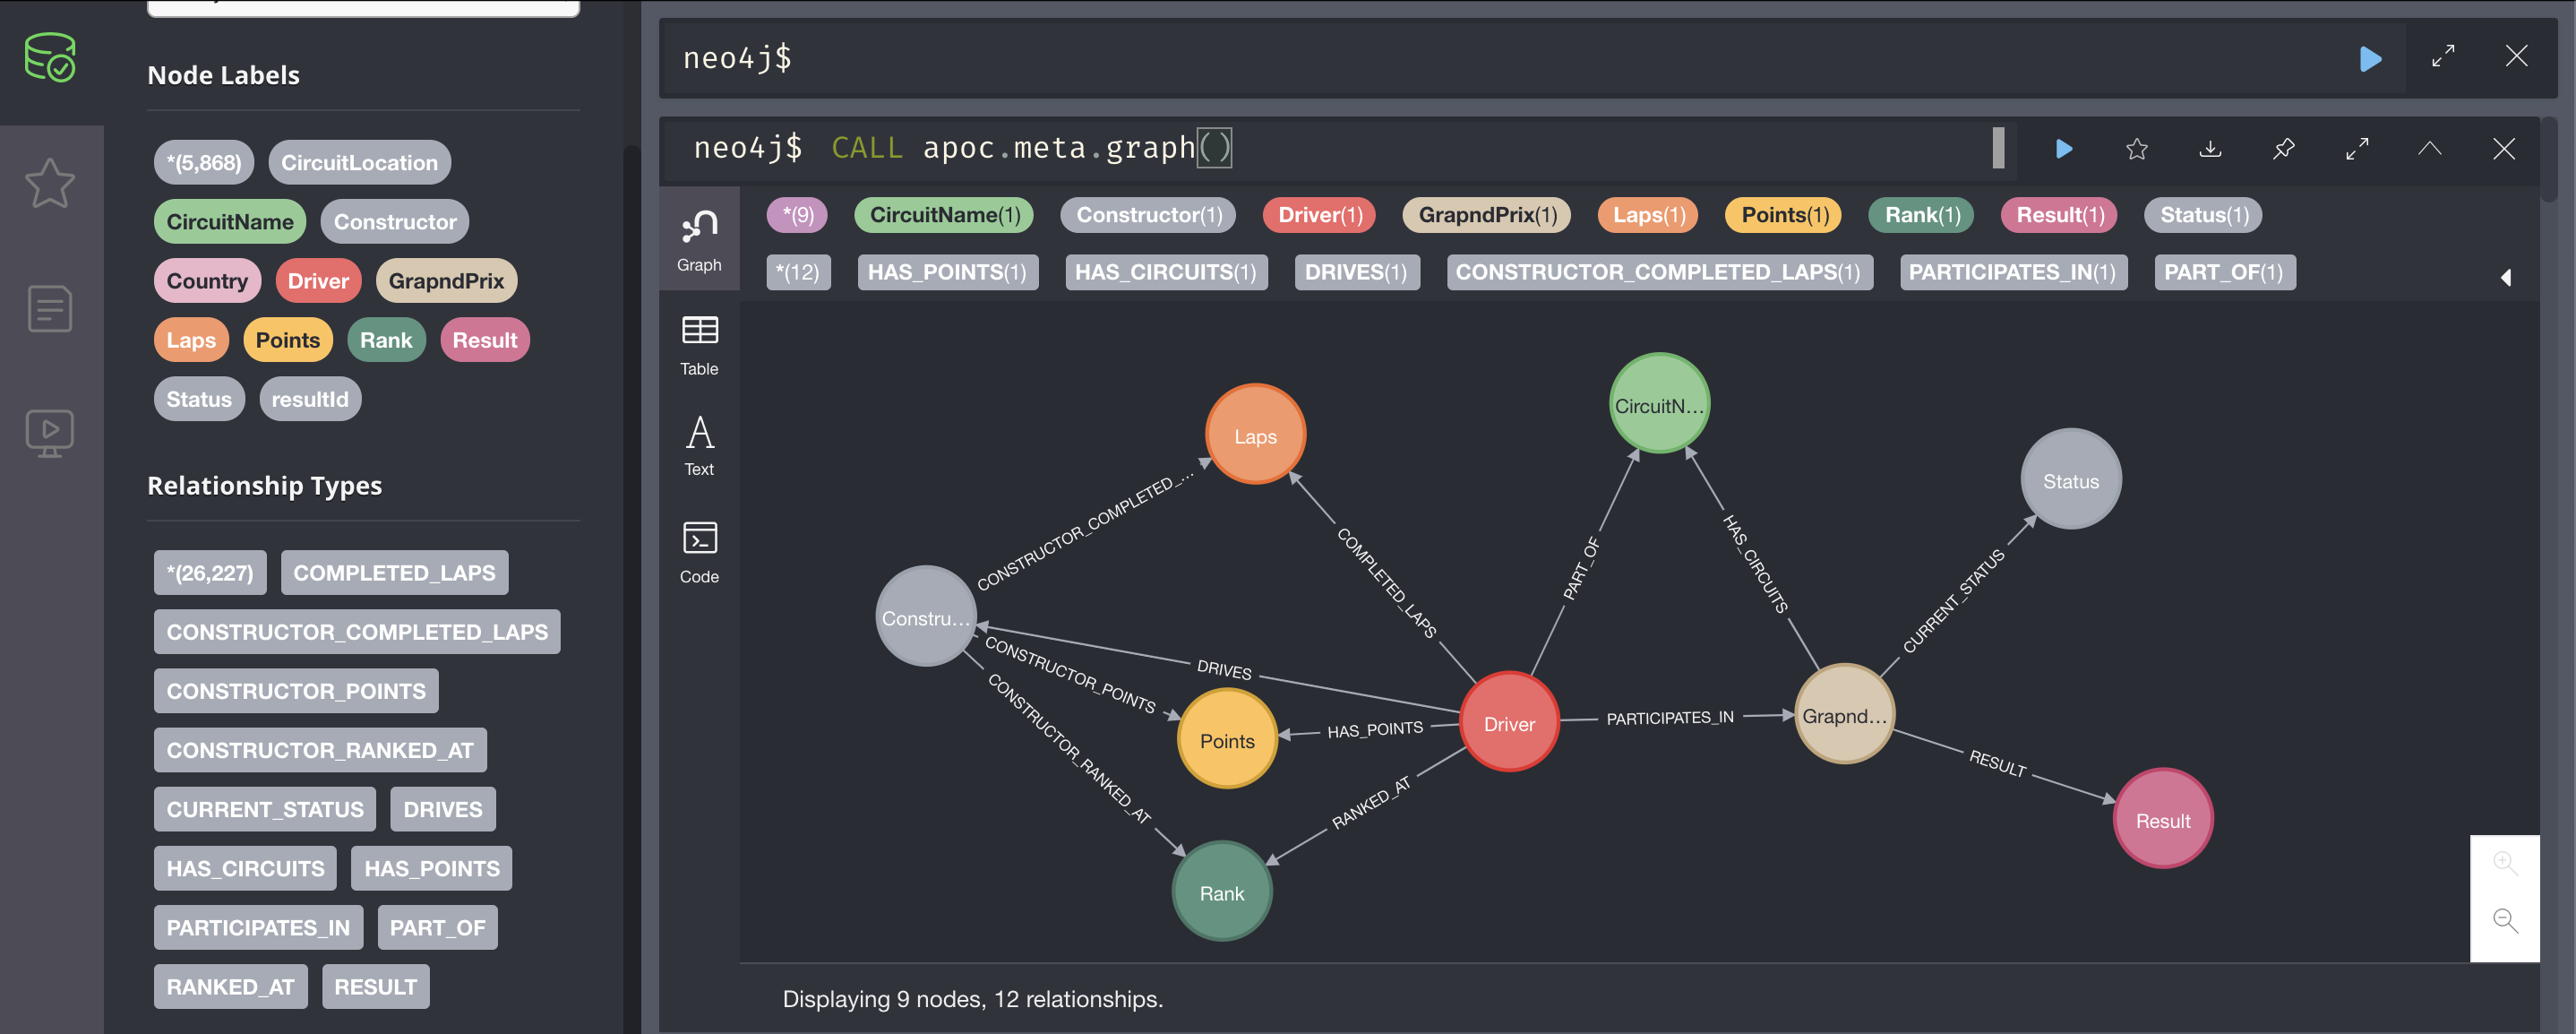 Node Labels
*(5,868) CircuitLocation
CircuitName Constructor
Country Driver GrapndPrix
Laps Points Rank Result
Status resultId
Relationship Types
*(26,227) COMPLETED_LAPS
CONSTRUCTOR_COMPLETED_LAPS
CONSTRUCTOR_POINTS
CONSTRUCTOR_RANKED_AT
CURRENT_STATUS DRIVES
HAS_CIRCUITS HAS_POINTS
PARTICIPATES_IN PART_OF
RANKED_AT RESULT
neo4j$
neo4j$ CALL apoc.meta.graph()
Graph
Table
Text
Code
*(9) CircuitName(1) Constructor(1) Driver(1) GrapndPrix(1) Laps(1) Points(1) Rank(1) Result(1) Status(1)
*(12) HAS_POINTS(1) HAS_CIRCUITS(1) DRIVES(1) CONSTRUCTOR_COMPLETED_LAPS(1) PARTICIPATES_IN(1) PART_OF(1)
CircuitN...
Laps
Status
CONSTRUCTOR_COMPLETED_...
COMPLETED_LAPS
PART_OF
HAS_CIRCUITS
CURRENT_STATUS
Constru...
DRIVES
CONSTRUCTOR_POINTS
CONSTRUCTOR_RANKED_AT
Points
HAS_POINTS
Driver
PARTICIPATES_IN
Grapnd...
RESULT
RANKED_AT
Result
Rank
Displaying 9 nodes, 12 relationships.